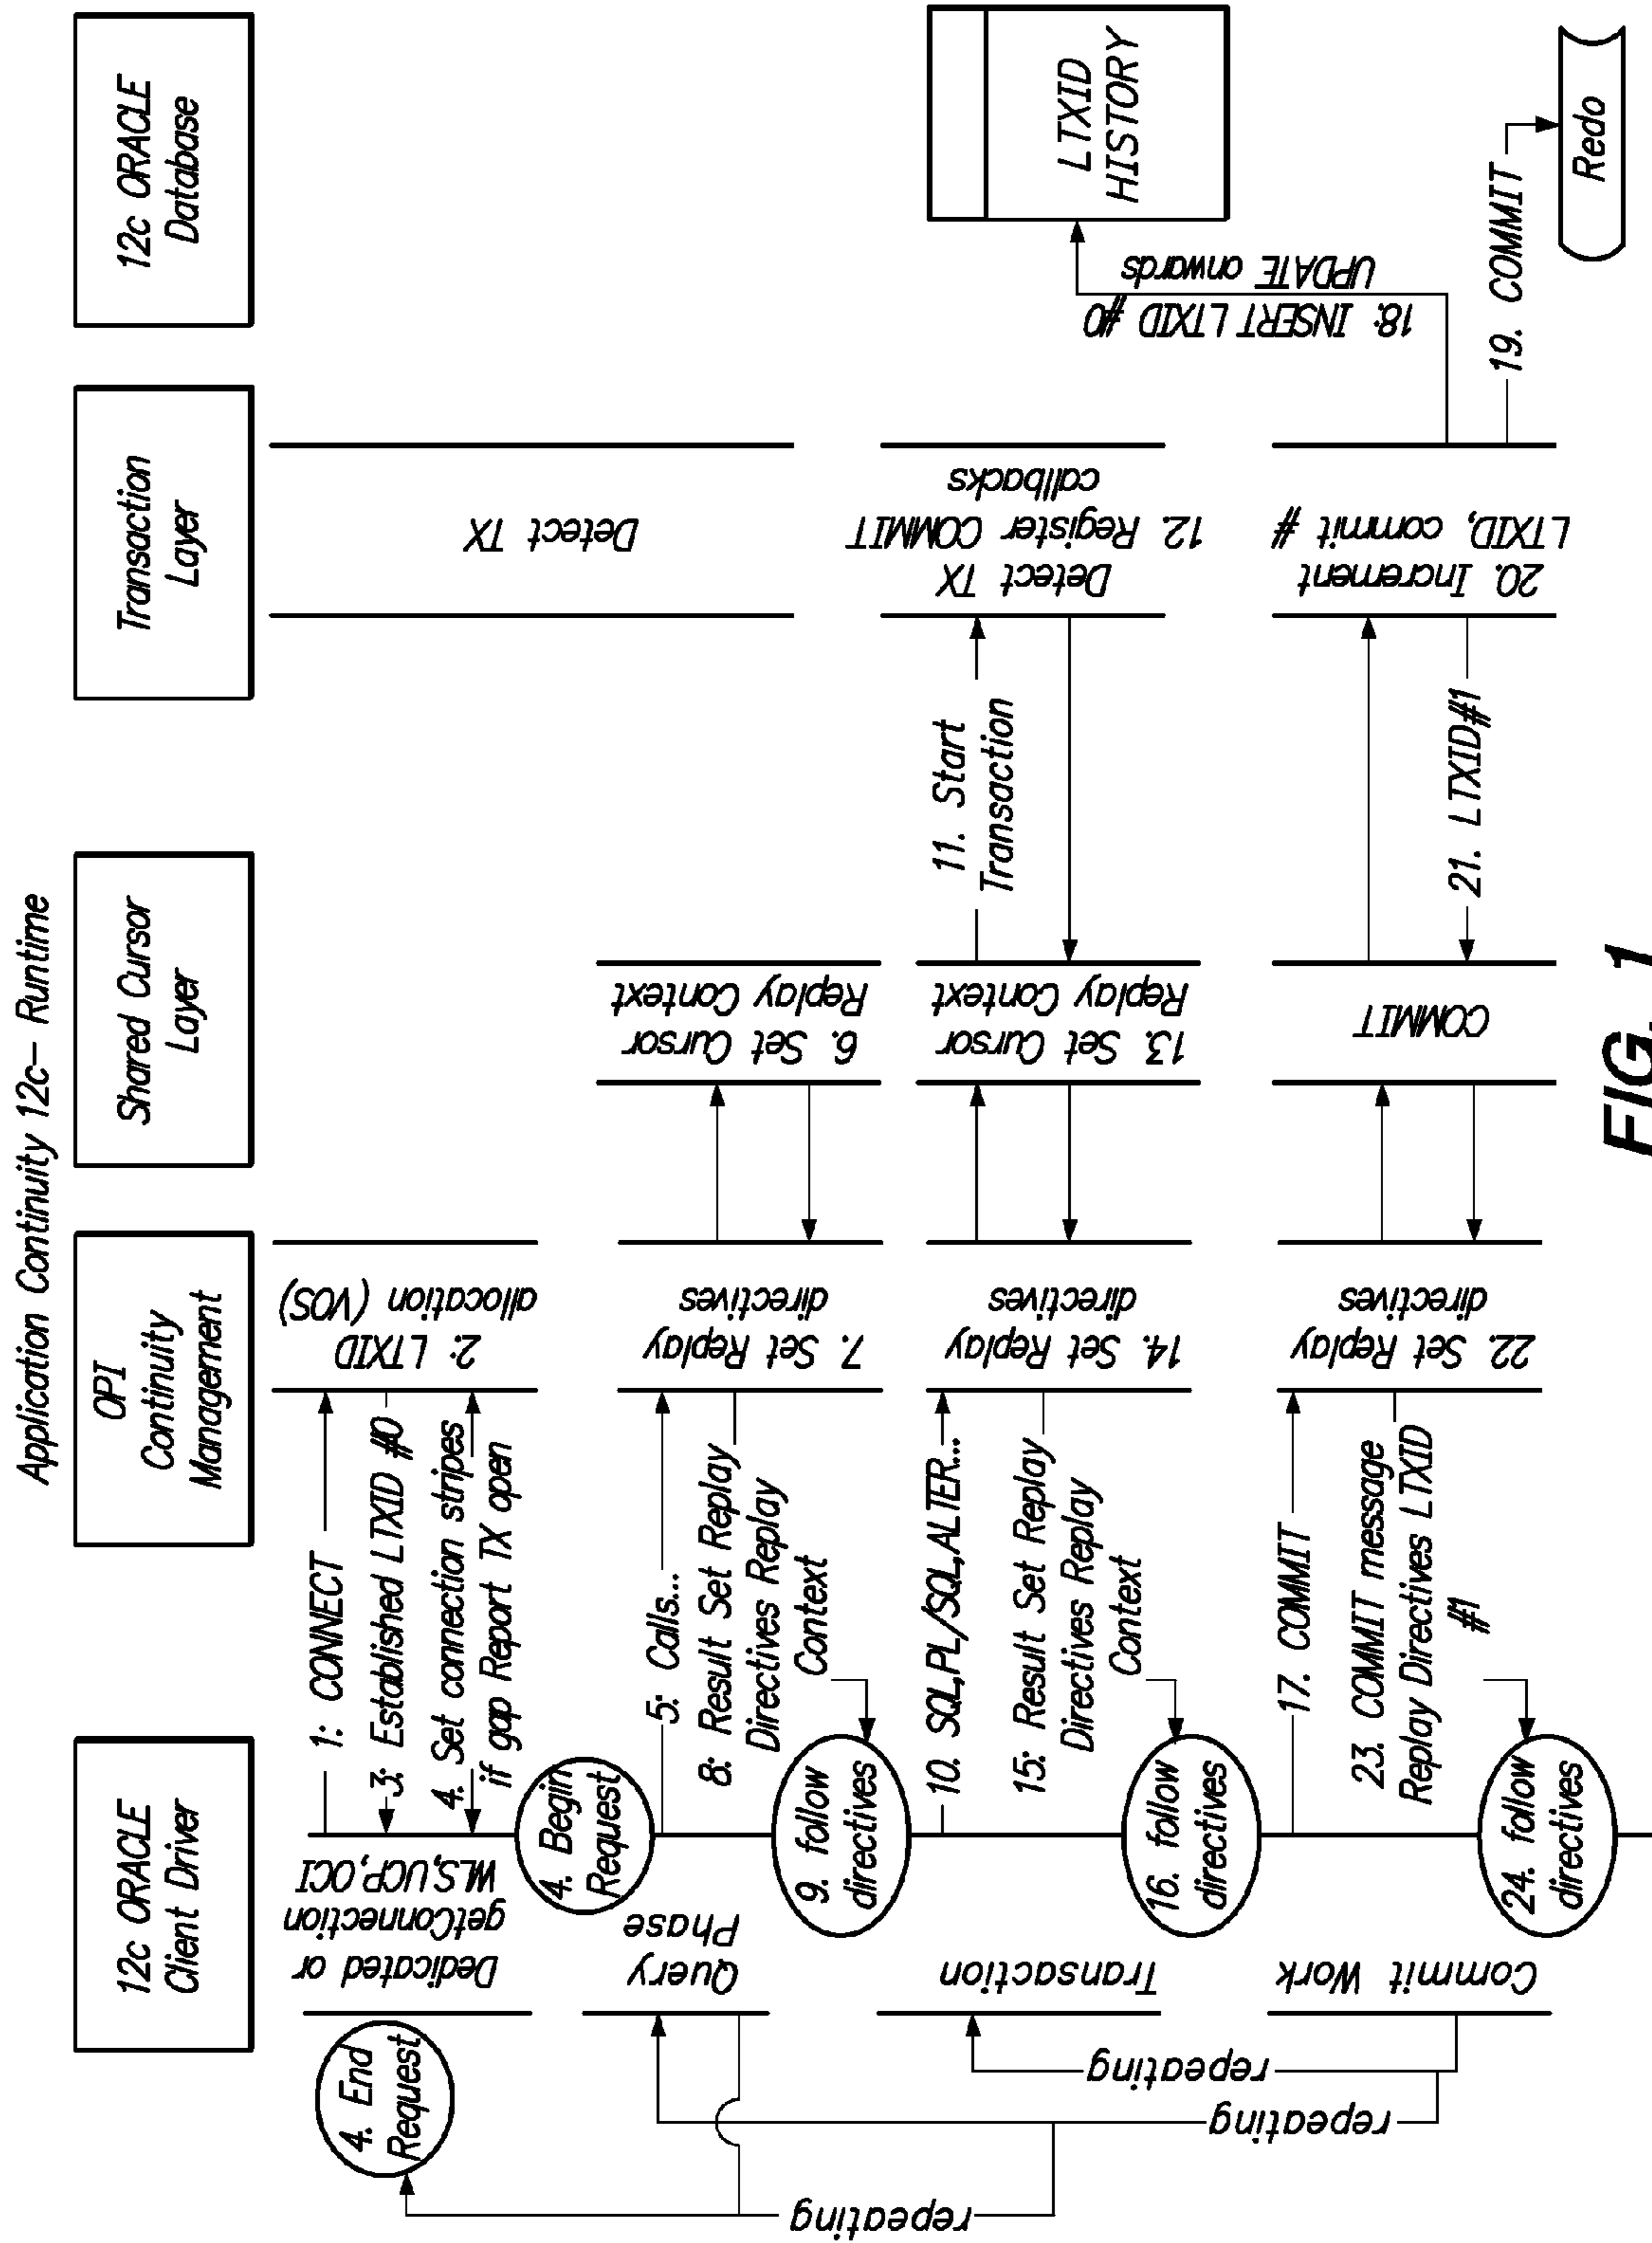 Application Continuity 12c– Runtime
12c ORACLE
Client Driver
OPI
Continuity
Management
Shared Cursor
Layer
Transaction
Layer
12c ORACLE
Database
4. End
Request
Dedicated or
getConnection
WLS,UCP,OCI
1: CONNECT
3: Established LTXID #0
4. Set connection stripes
if gap Report TX open
2: LTXID
allocation (VOS)
Detect TX
4. Begin
Request
Query
Phase
5: Calls...
8: Result Set Replay
Directives Replay
Context
9. follow
directives
7. Set Replay
directives
6. Set Cursor
Replay Context
Transaction
10. SQL,PL/SQL,ALTER...
15: Result Set Replay
Directives Replay
Context
16. follow
directives
14. Set Replay
directives
13. Set Cursor
Replay Context
11. Start
Transaction
Detect TX
12. Register COMMIT
callbacks
LTXID
HISTORY
18: INSERT LTXID #0
UPDATE onwards
Commit Work
17. COMMIT
23. COMMIT message
Replay Directives LTXID
#1
24. follow
directives
22. Set Replay
directives
COMMIT
21. LTXID#1
20. Increment
LTXID, commit #
19. COMMIT
Redo
repeating
repeating
repeating
FIG. 1